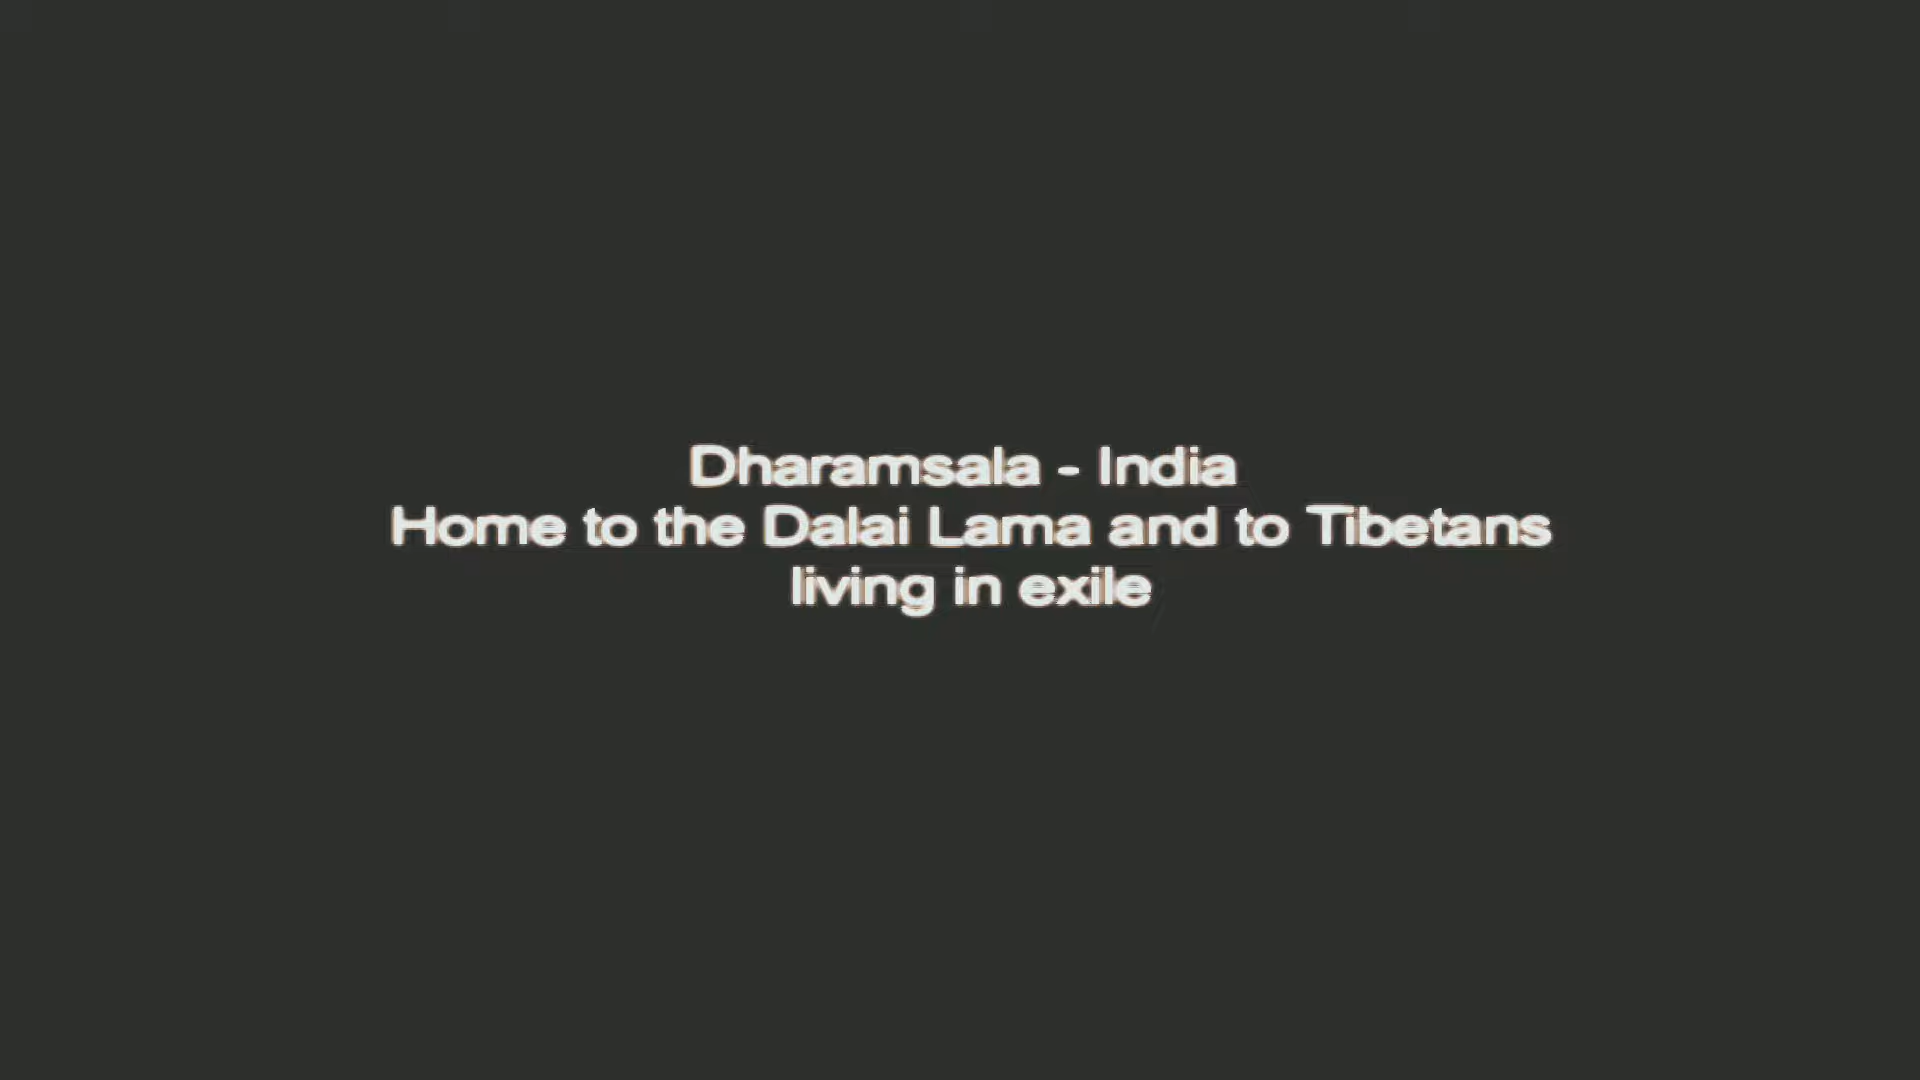 Dharamsala - India
Home to the Dalai Lama and to Tibetans
living in exile